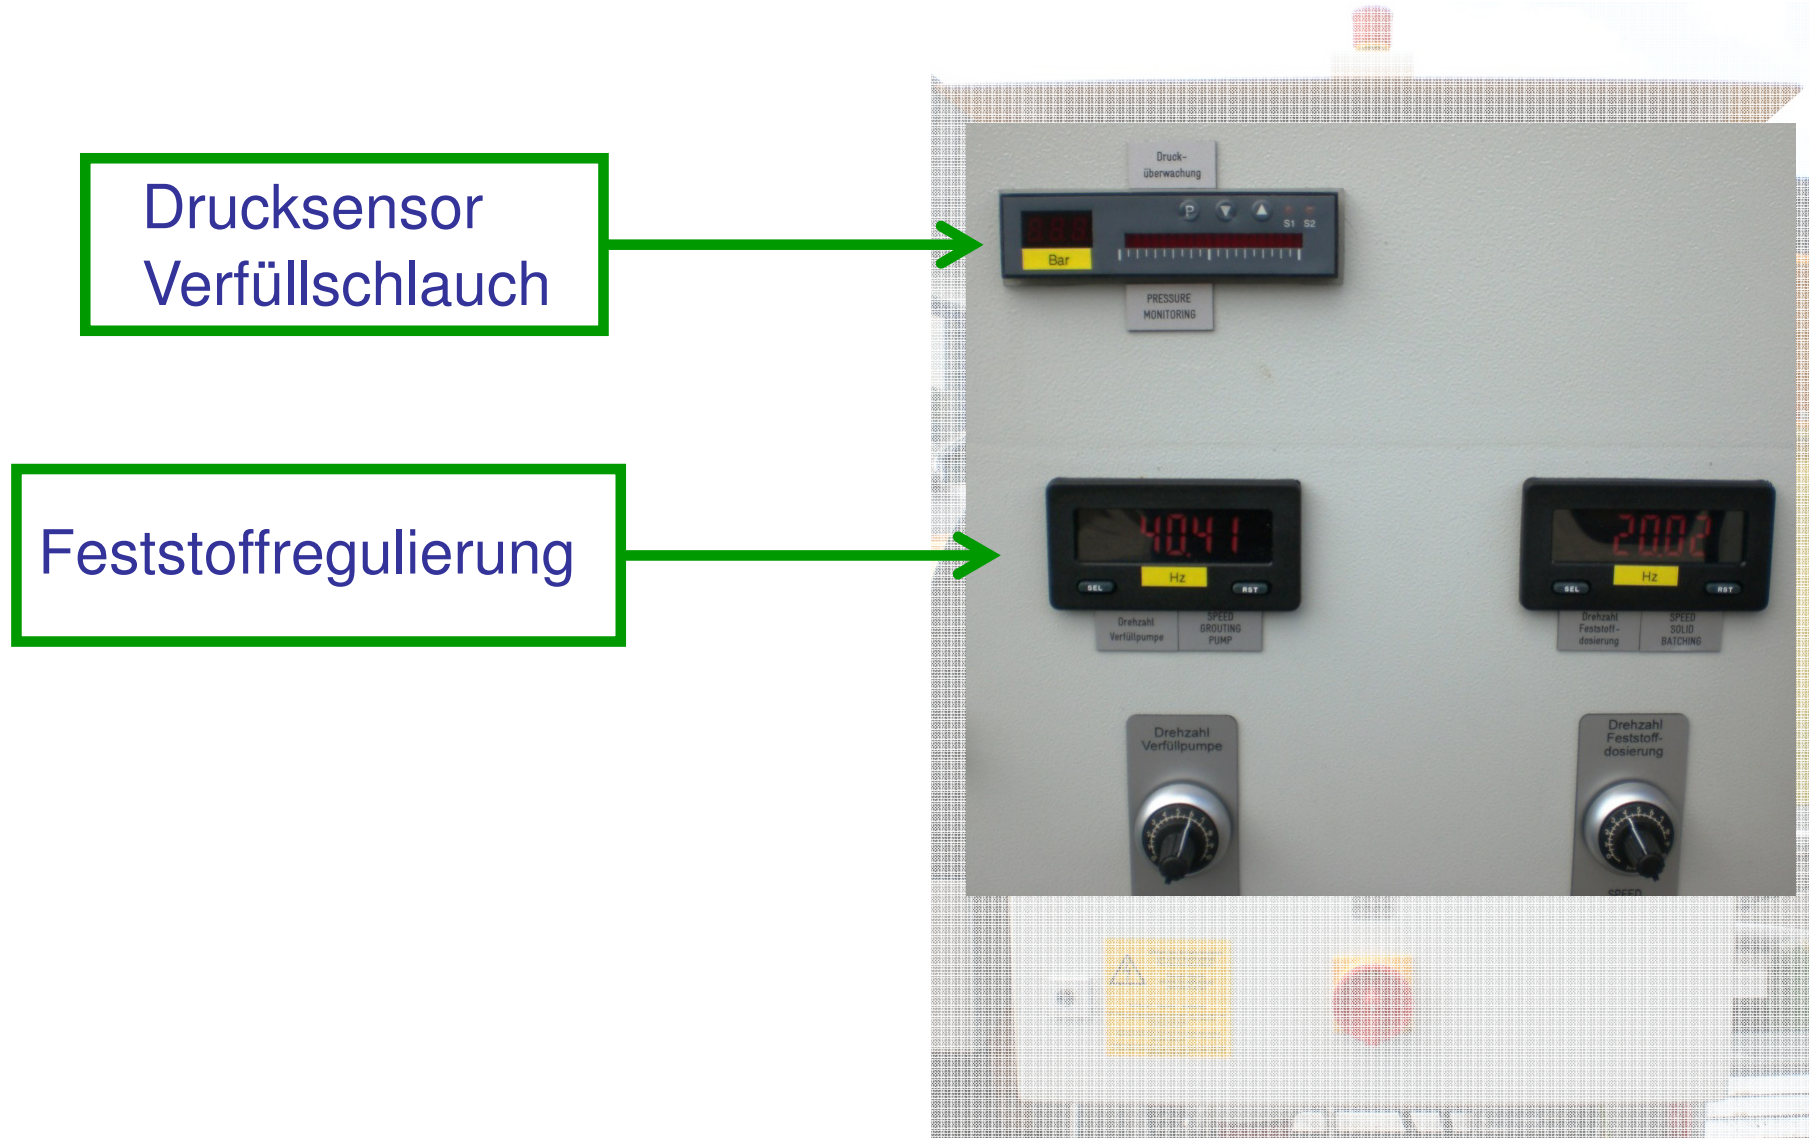 Drucksensor
Verfüllschlauch
Feststoffregulierung
Druck-
überwachung
P
S1 S2
Bar
PRESSURE
MONITORING
40.41
Hz
SEL
RST
Drehzahl
Verfüllpumpe
SPEED
GROUTING
PUMP
20.02
Hz
SEL
RST
Drehzahl
Feststoff-
dosierung
SPEED
SOLID
BATCHING
Drehzahl
Verfüllpumpe
Drehzahl
Feststoff-
dosierung
SPEED